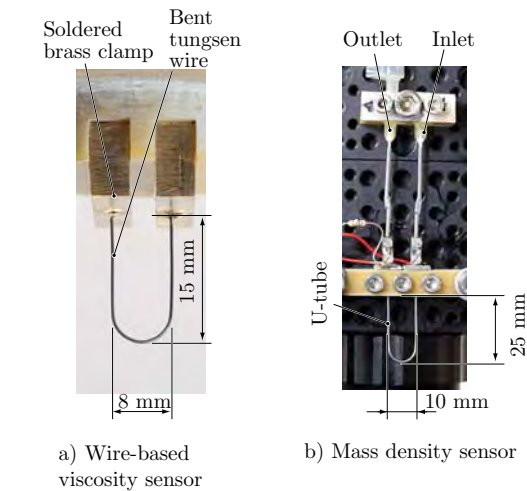 Soldered
brass clamp
Bent
tungsen
wire
15 mm
8 mm
a) Wire-based
viscosity sensor
Outlet
Inlet
U-tube
25 mm
10 mm
b) Mass density sensor